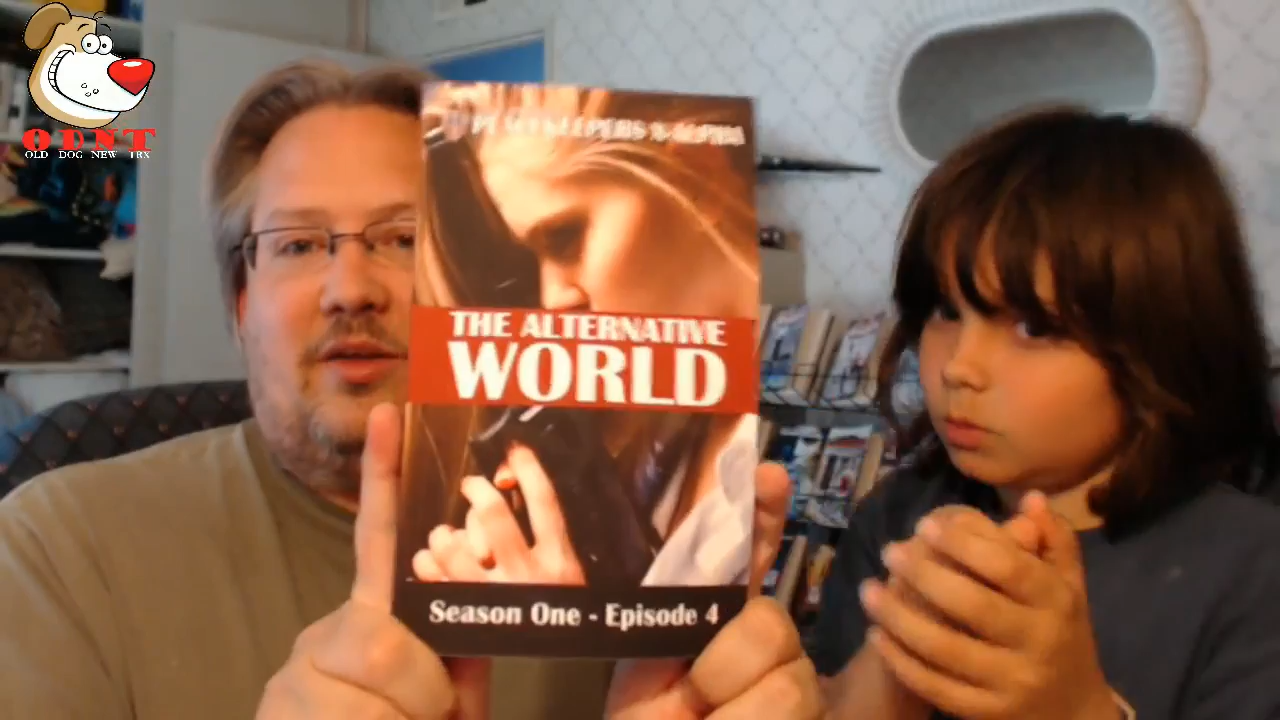 ODNT
OLD DOG NEW TRX
THE ALTERNATIVE
WORLD
Season One - Episode 4